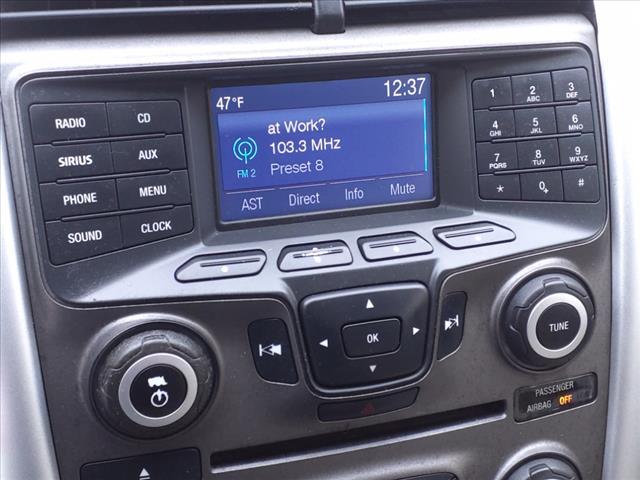 47°F
12:37
at Work?
103.3 MHz
FM 2
Preset 8
AST Direct Info Mute
RADIO CD
SIRIUS AUX
PHONE MENU
SOUND CLOCK
1 2 ABC 3 DEF
4 GHI 5 JKL 6 MNO
7 PQRS 8 TUV 9 WXYZ
* 0+ #
OK
TUNE
PASSENGER
AIRBAG OFF